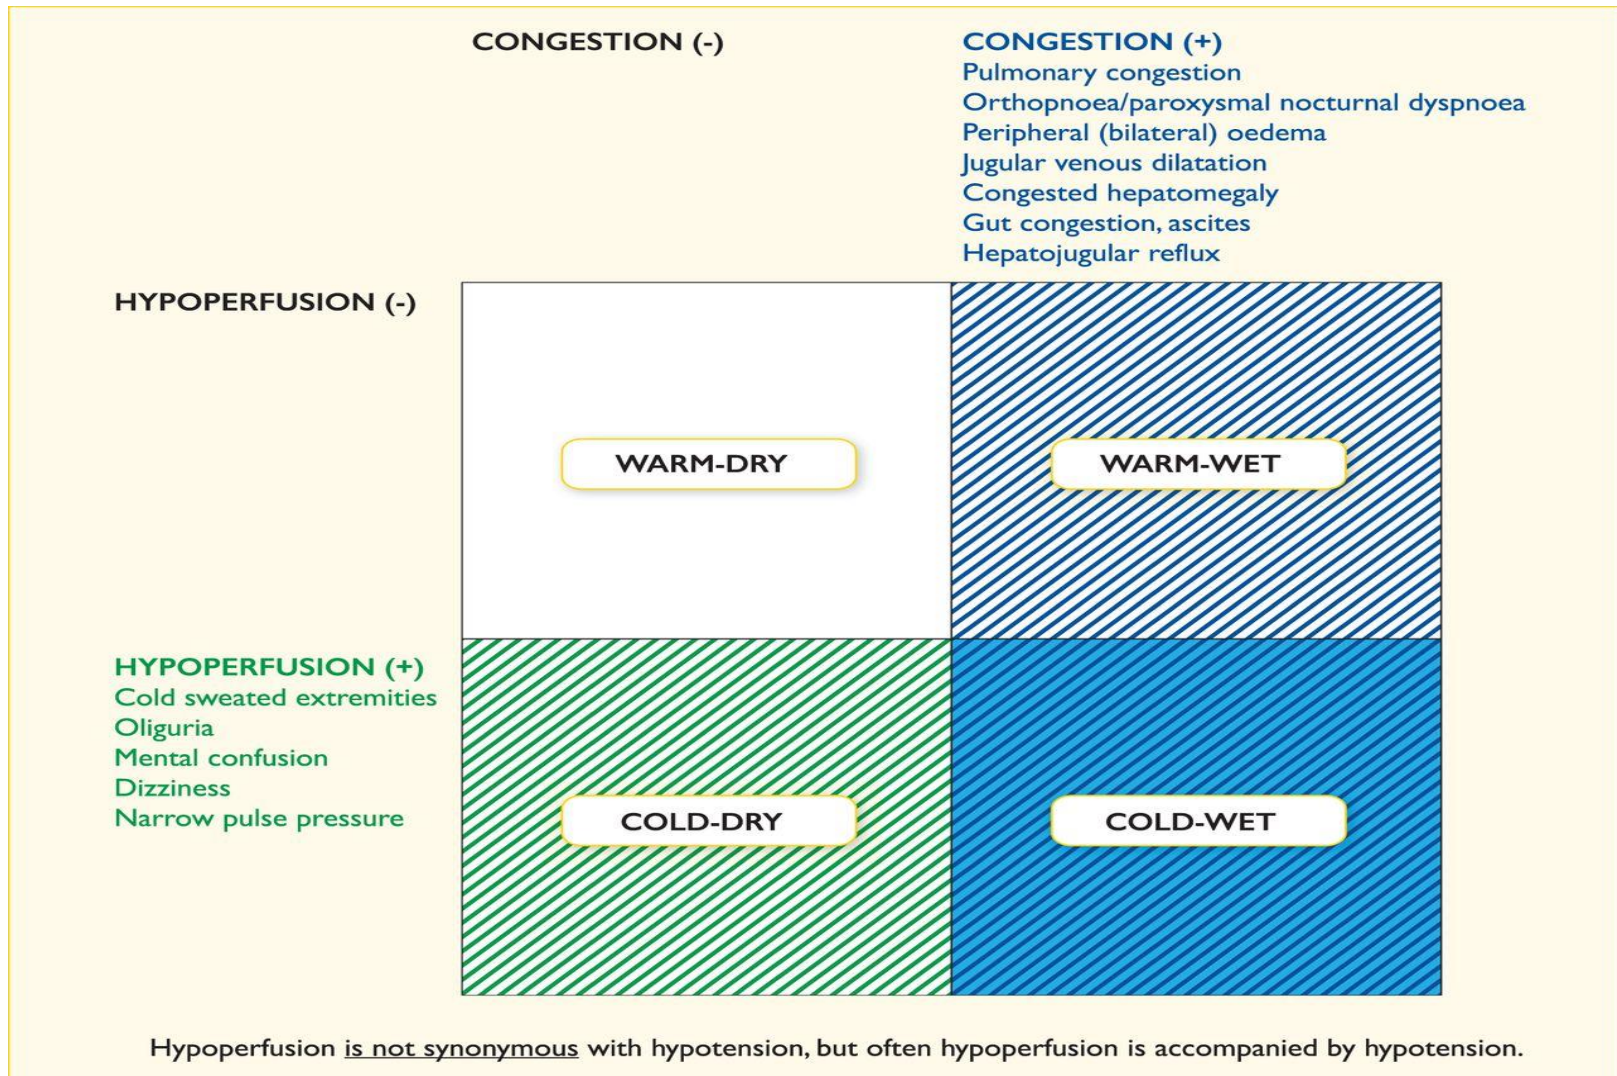 CONGESTION (-)
CONGESTION (+)
Pulmonary congestion
Orthopnoea/paroxysmal nocturnal dyspnoea
Peripheral (bilateral) oedema
Jugular venous dilatation
Congested hepatomegaly
Gut congestion, ascites
Hepatojugular reflux
HYPOPERFUSION (-)
WARM-DRY
WARM-WET
HYPOPERFUSION (+)
Cold sweated extremities
Oliguria
Mental confusion
Dizziness
Narrow pulse pressure
COLD-DRY
COLD-WET
Hypoperfusion is not synonymous with hypotension, but often hypoperfusion is accompanied by hypotension.